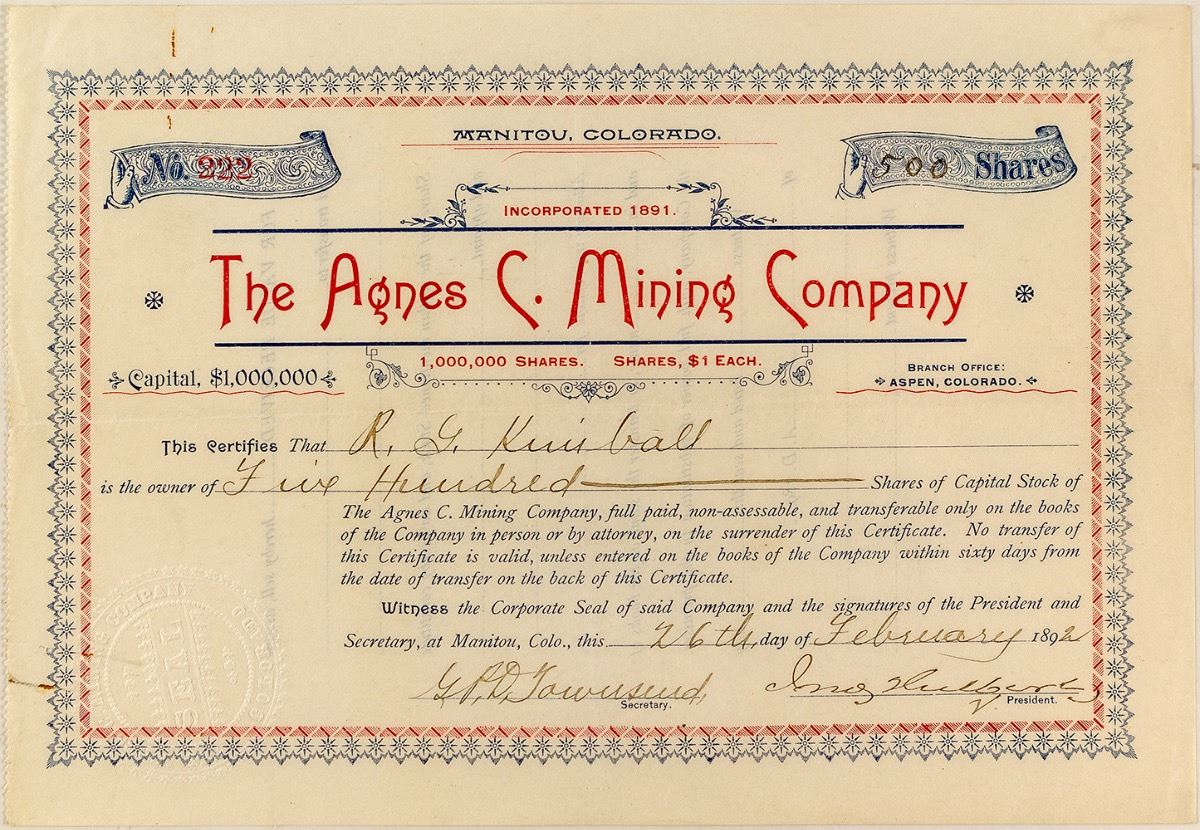 MANITOU, COLORADO.
No. 222
500 Shares
INCORPORATED 1891.
The Agnes C. Mining Company
1,000,000 SHARES. SHARES, $1 EACH.
Capital, $1,000,000
BRANCH OFFICE:
ASPEN, COLORADO.
This Certifies That R. G. Kimball
is the owner of Five Hundred Shares of Capital Stock of
The Agnes C. Mining Company, full paid, non-assessable, and transferable only on the books
of the Company in person or by attorney, on the surrender of this Certificate. No transfer of
this Certificate is valid, unless entered on the books of the Company within sixty days from
the date of transfer on the back of this Certificate.
Witness the Corporate Seal of said Company and the signatures of the President and
Secretary, at Manitou, Colo., this 26th day of February 1892
Townsend
Secretary.
President.
SEAL